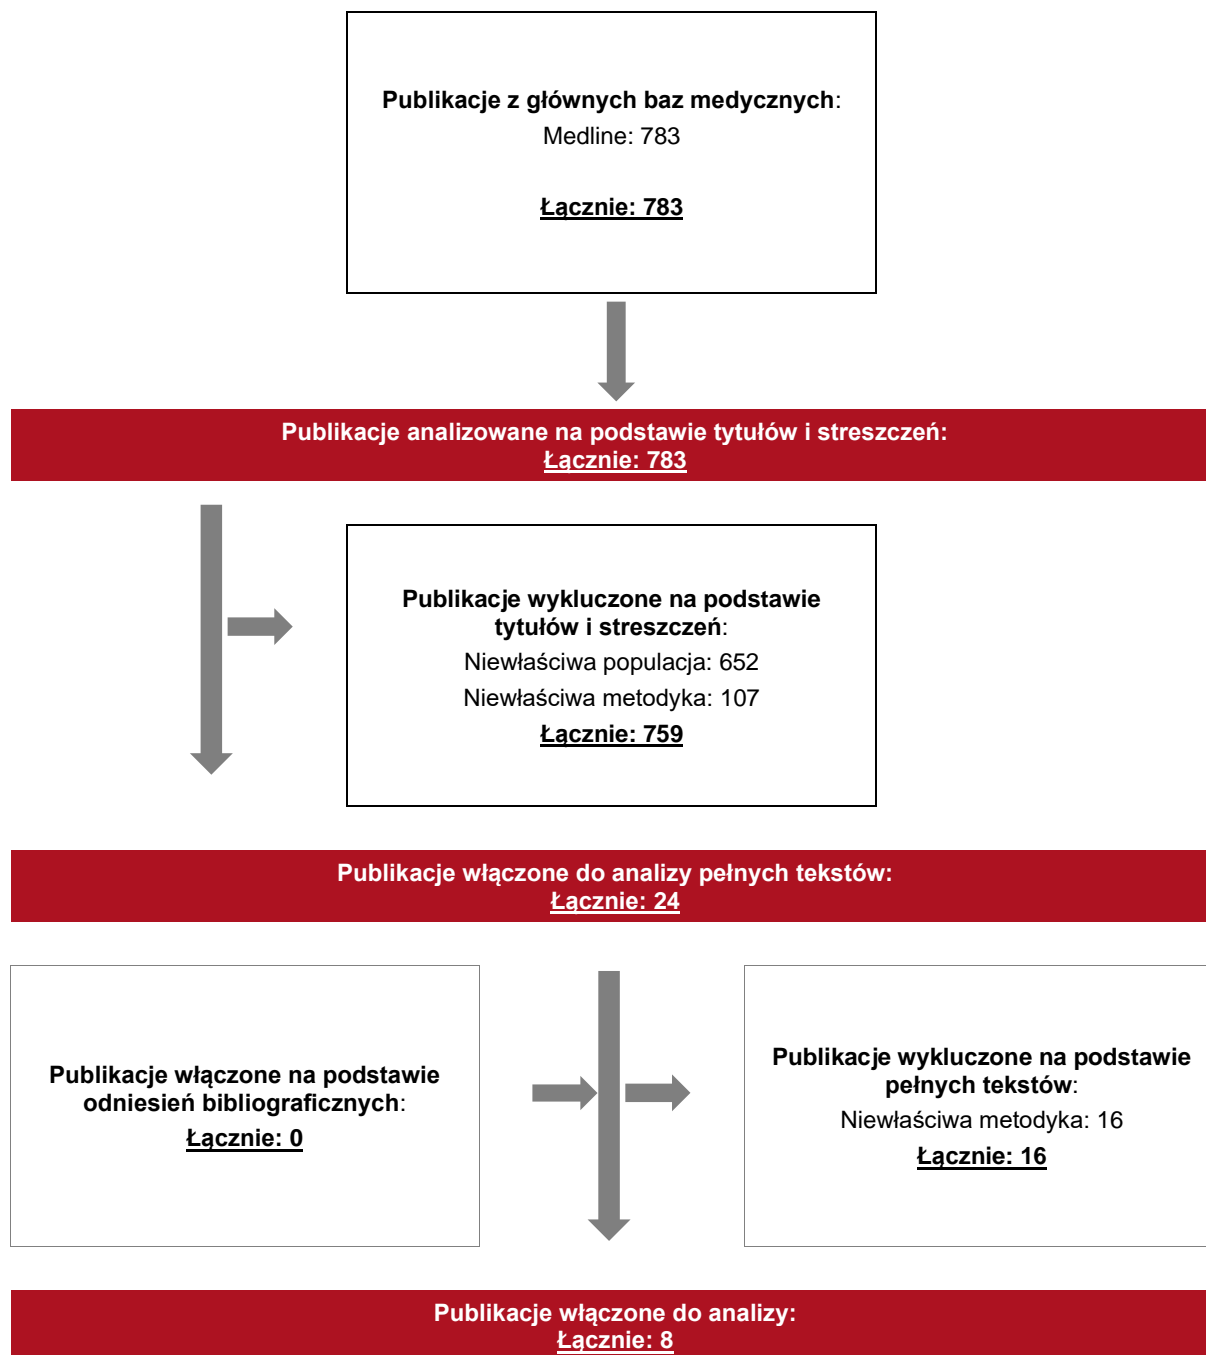 Publikacje z głównych baz medycznych:
Medline: 783
Łącznie: 783
Publikacje analizowane na podstawie tytułów i streszczeń:
Łącznie: 783
Publikacje wykluczone na podstawie
tytułów i streszczeń:
Niewłaściwa populacja: 652
Niewłaściwa metodyka: 107
Łącznie: 759
Publikacje włączone do analizy pełnych tekstów:
Łącznie: 24
Publikacje włączone na podstawie
odniesień bibliograficznych:
Łącznie: 0
Publikacje wykluczone na podstawie
pełnych tekstów:
Niewłaściwa metodyka: 16
Łącznie: 16
Publikacje włączone do analizy:
Łącznie: 8